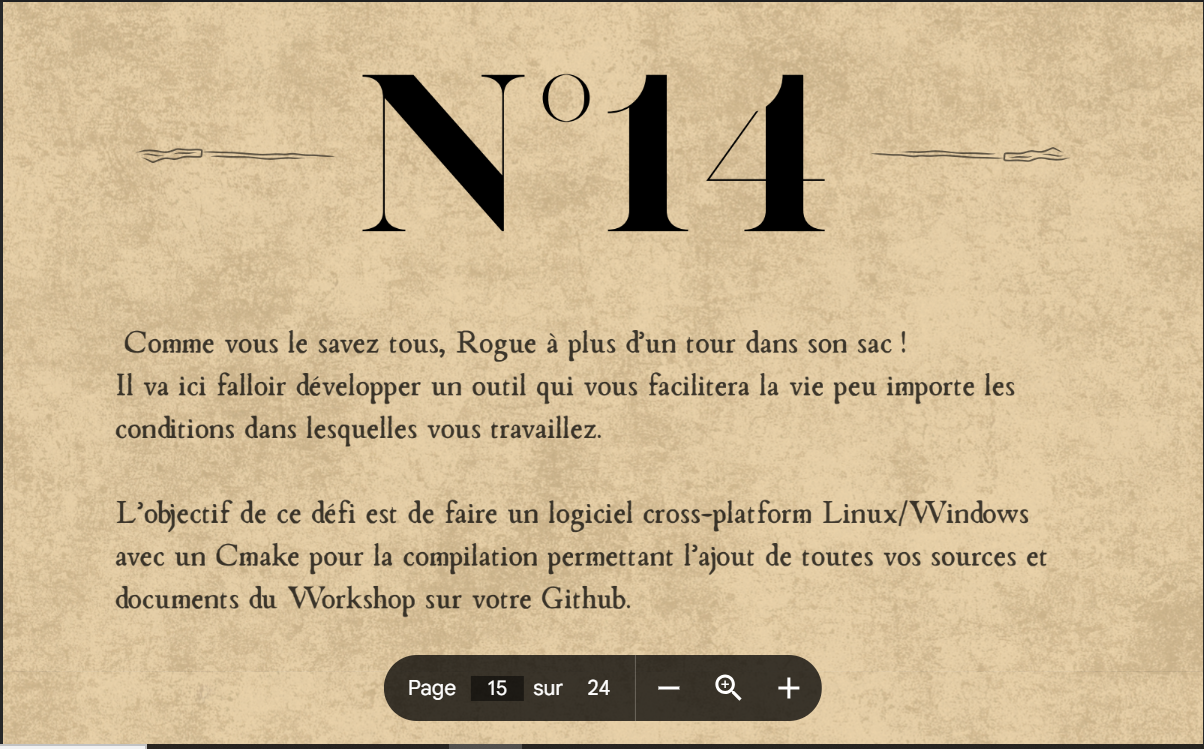 N°14
Comme vous le savez tous, Rogue à plus d'un tour dans son sac !
Il va ici falloir développer un outil qui vous facilitera la vie peu importe les
conditions dans lesquelles vous travaillez.
L'objectif de ce défi est de faire un logiciel cross-platform Linux/Windows
avec un Cmake pour la compilation permettant l'ajout de toutes vos sources et
documents du Workshop sur votre Github.
Page 15 sur 24